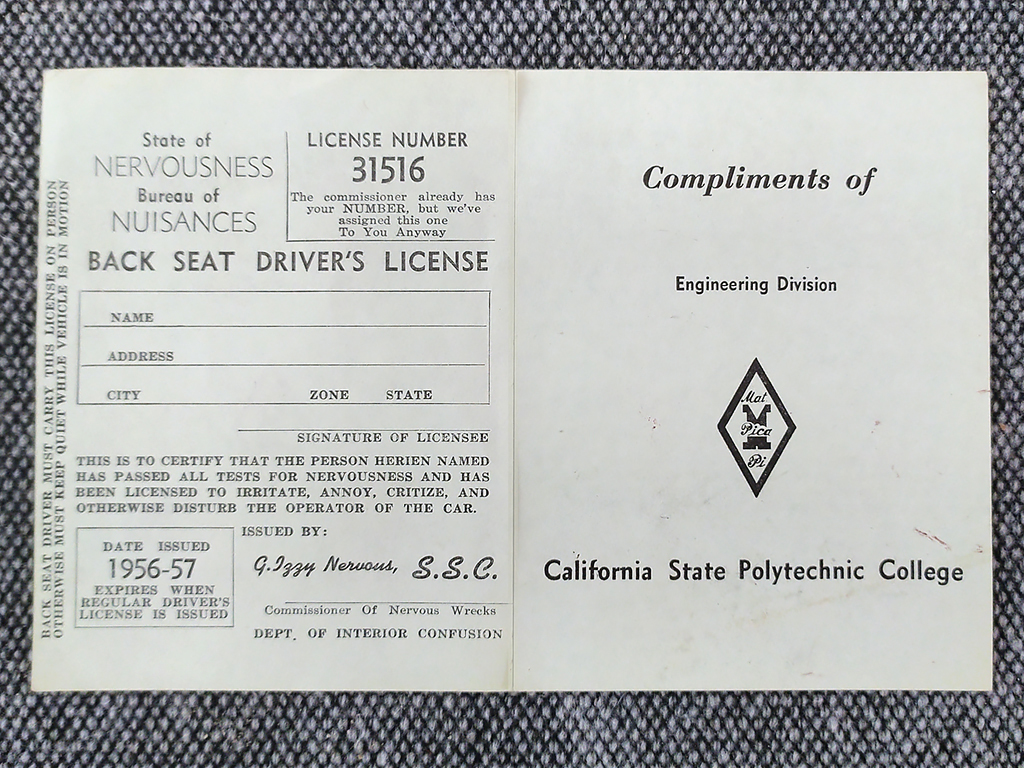 BACK SEAT DRIVER MUST CARRY THIS LICENSE ON PERSON
OTHERWISE MUST KEEP QUIET WHILE VEHICLE IS IN MOTION
State of
NERVOUSNESS
Bureau of
NUISANCES
LICENSE NUMBER
31516
The commissioner already has
your NUMBER, but we've
assigned this one
To You Anyway
BACK SEAT DRIVER'S LICENSE
NAME
ADDRESS
CITY ZONE STATE
SIGNATURE OF LICENSEE
THIS IS TO CERTIFY THAT THE PERSON HERIEN NAMED
HAS PASSED ALL TESTS FOR NERVOUSNESS AND HAS
BEEN LICENSED TO IRRITATE, ANNOY, CRITIZE, AND
OTHERWISE DISTURB THE OPERATOR OF THE CAR.
DATE ISSUED
1956-57
EXPIRES WHEN
REGULAR DRIVER'S
LICENSE IS ISSUED
ISSUED BY:
G. Izzy Nervous, S.S.C.
Commissioner Of Nervous Wrecks
DEPT. OF INTERIOR CONFUSION
Compliments of
Engineering Division
Mat
Pica
Pi
California State Polytechnic College